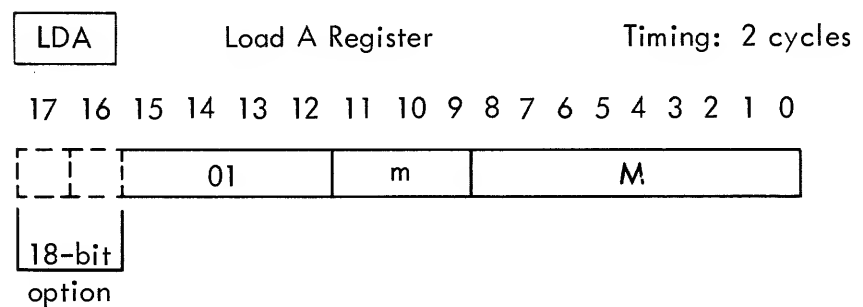 LDA Load A Register Timing: 2 cycles
17 16 15 14 13 12 11 10 9 8 7 6 5 4 3 2 1 0
01 m M
18-bit
option